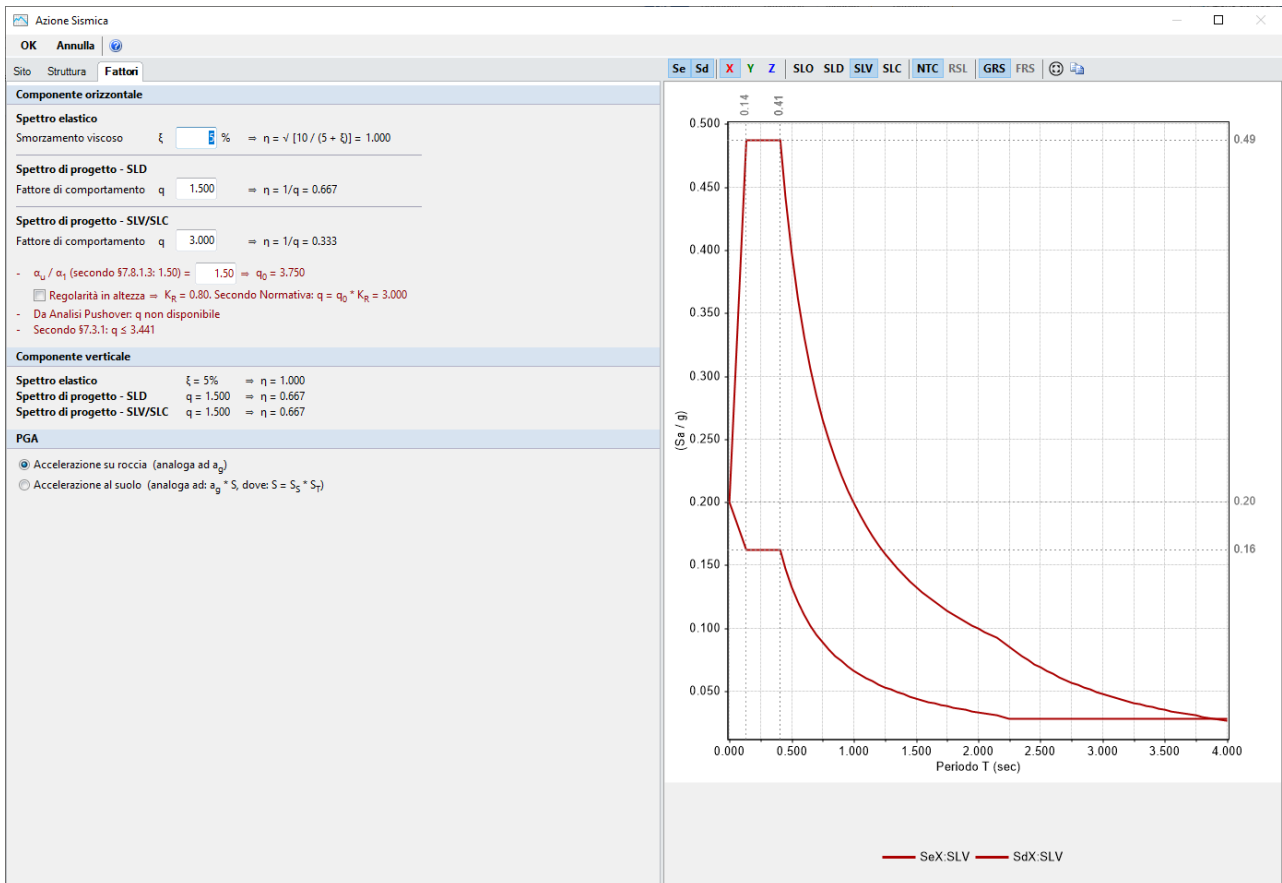 Azione Sismica
OK Annulla
Sito Struttura Fattori
Componente orizzontale
Spettro elastico
Smorzamento viscoso ξ 5 % ⇒ η = √ [10 / (5 + ξ)] = 1.000
Spettro di progetto - SLD
Fattore di comportamento q 1.500 ⇒ η = 1/q = 0.667
Spettro di progetto - SLV/SLC
Fattore di comportamento q 3.000 ⇒ η = 1/q = 0.333
- αu / α1 (secondo §7.8.1.3: 1.50) = 1.50 ⇒ q0 = 3.750
Regolarità in altezza ⇒ KR = 0.80. Secondo Normativa: q = q0 * KR = 3.000
- Da Analisi Pushover: q non disponibile
- Secondo §7.3.1: q ≤ 3.441
Componente verticale
Spettro elastico ξ = 5% ⇒ η = 1.000
Spettro di progetto - SLD q = 1.500 ⇒ η = 0.667
Spettro di progetto - SLV/SLC q = 1.500 ⇒ η = 0.667
PGA
Accelerazione su roccia (analoga ad ag)
Accelerazione al suolo (analoga ad: ag * S, dove: S = SS * ST)
Se Sd X Y Z SLO SLD SLV SLC NTC RSL GRS FRS
0.14 0.41
0.500
0.450
0.400
0.350
0.300
0.250
0.200
0.150
0.100
0.050
(Sa / g)
0.49
0.20
0.16
0.000 0.500 1.000 1.500 2.000 2.500 3.000 3.500 4.000
Periodo T (sec)
SeX:SLV SdX:SLV